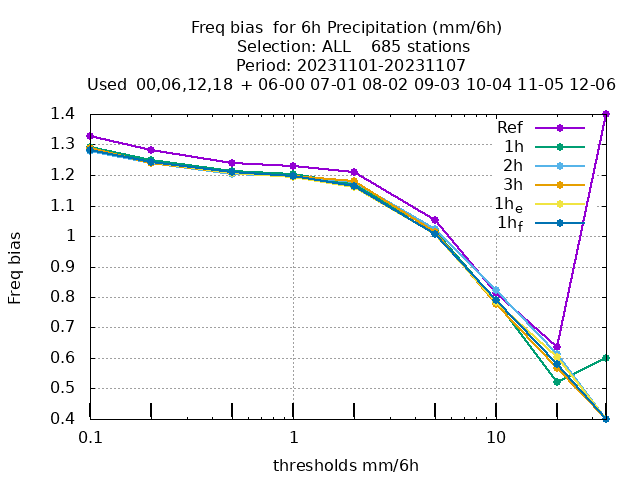 Freq bias  for 6h Precipitation (mm/6h)
Selection: ALL    685 stations
Period: 20231101-20231107
Used  00,06,12,18  + 06-00 07-01 08-02 09-03 10-04 11-05 12-06
1.4
1.3
1.2
1.1
1
0.9
0.8
0.7
0.6
0.5
0.4
Freq bias
Ref
1h
2h
3h
1he
1hf
0.1 1 10
thresholds mm/6h